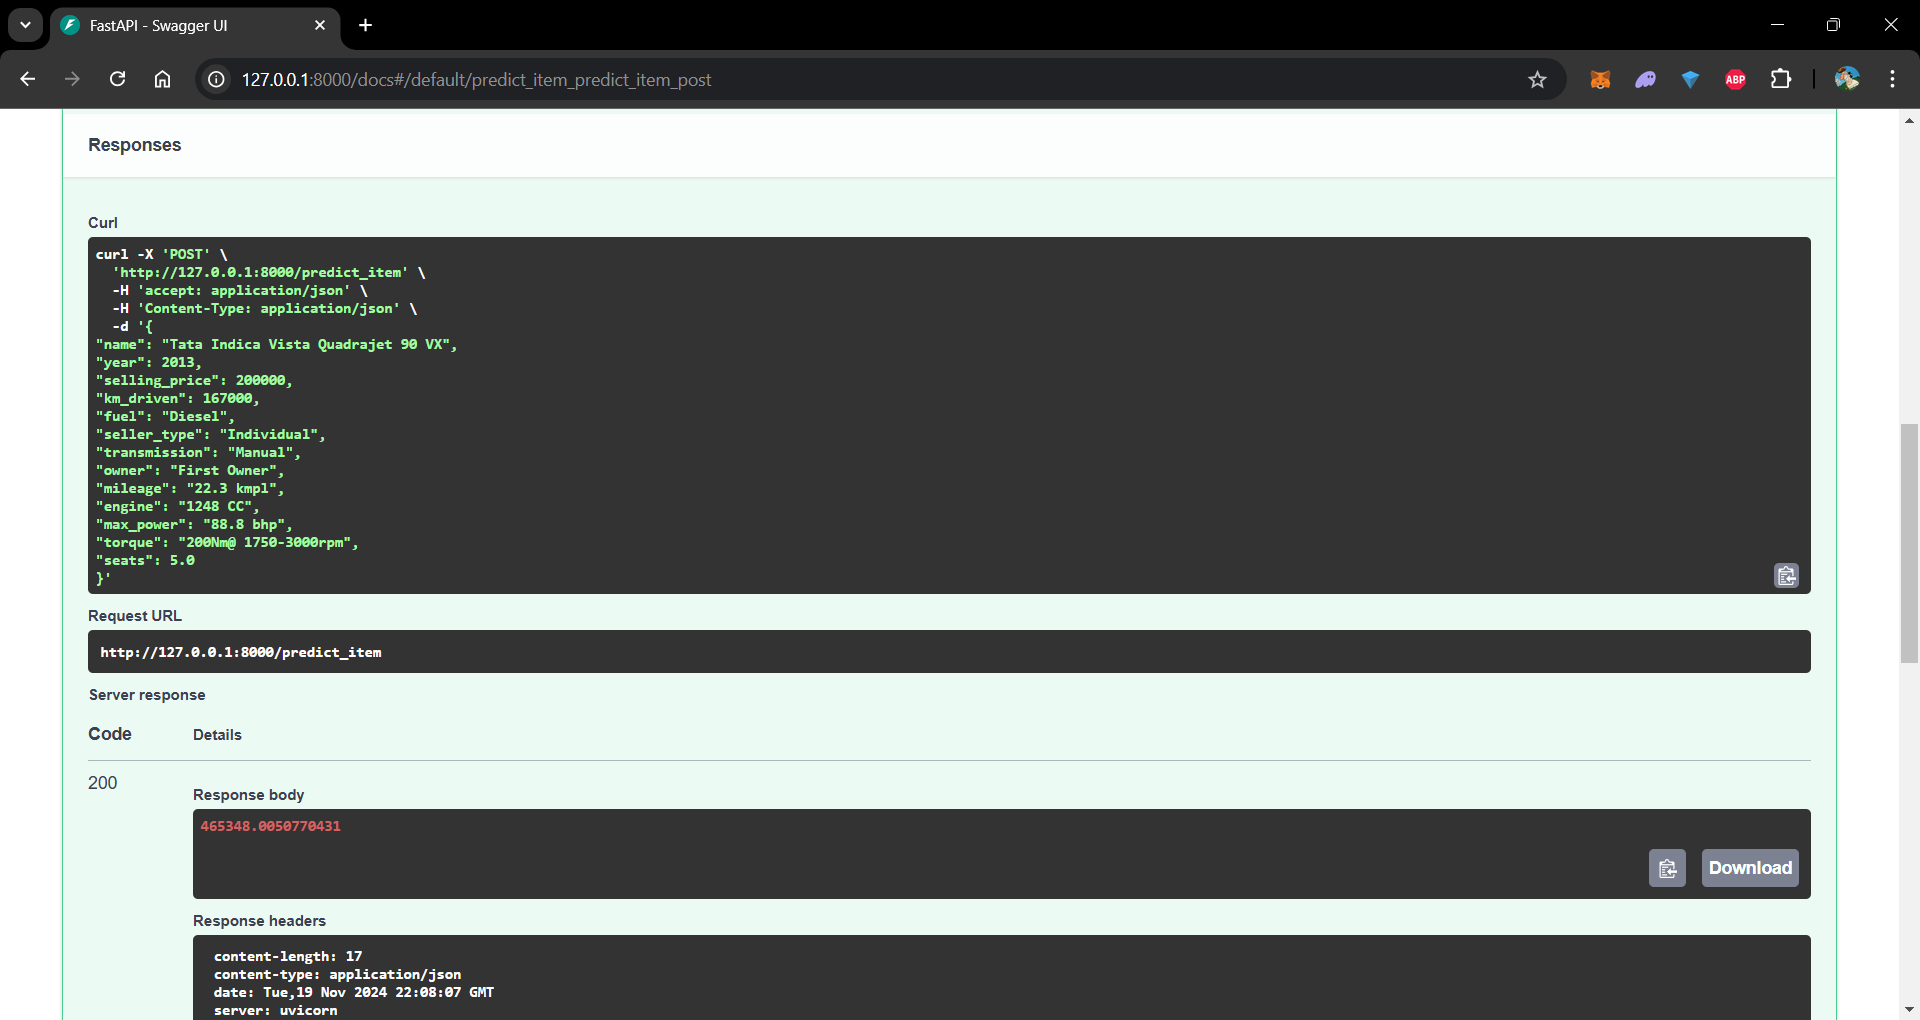 FastAPI - Swagger UI
127.0.0.1:8000/docs#/default/predict_item_predict_item_post
ABP
Responses
Curl
curl -X 'POST' \
'http://127.0.0.1:8000/predict_item' \
-H 'accept: application/json' \
-H 'Content-Type: application/json' \
-d '{
"name": "Tata Indica Vista Quadrajet 90 VX",
"year": 2013,
"selling_price": 200000,
"km_driven": 167000,
"fuel": "Diesel",
"seller_type": "Individual",
"transmission": "Manual",
"owner": "First Owner",
"mileage": "22.3 kmpl",
"engine": "1248 CC",
"max_power": "88.8 bhp",
"torque": "200Nm@ 1750-3000rpm",
"seats": 5.0
}'
Request URL
http://127.0.0.1:8000/predict_item
Server response
Code Details
200
Response body
465348.0050770431
Download
Response headers
content-length: 17
content-type: application/json
date: Tue,19 Nov 2024 22:08:07 GMT
server: uvicorn